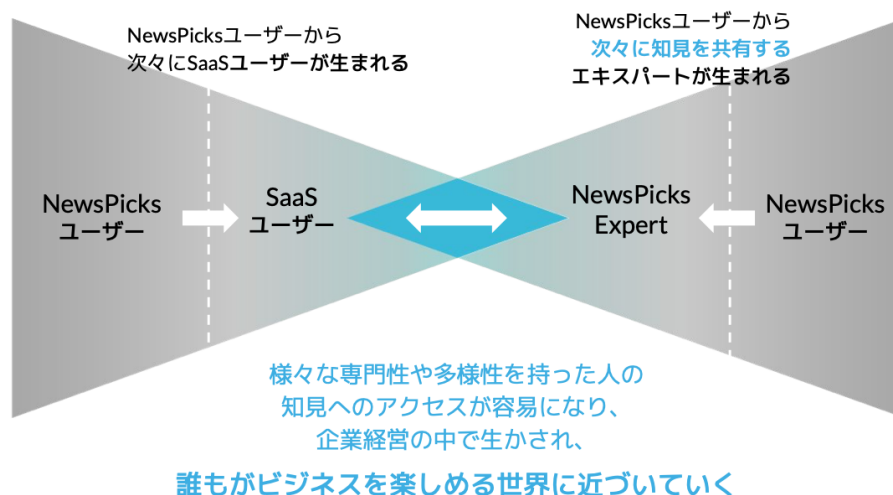 NewsPicksユーザーから
次々にSaaSユーザーが生まれる
NewsPicksユーザーから
次々に知見を共有する
エキスパートが生まれる
NewsPicks
ユーザー
SaaS
ユーザー
NewsPicks
Expert
NewsPicks
ユーザー
様々な専門性や多様性を持った人の
知見へのアクセスが容易になり、
企業経営の中で生かされ、
誰もがビジネスを楽しめる世界に近づいていく